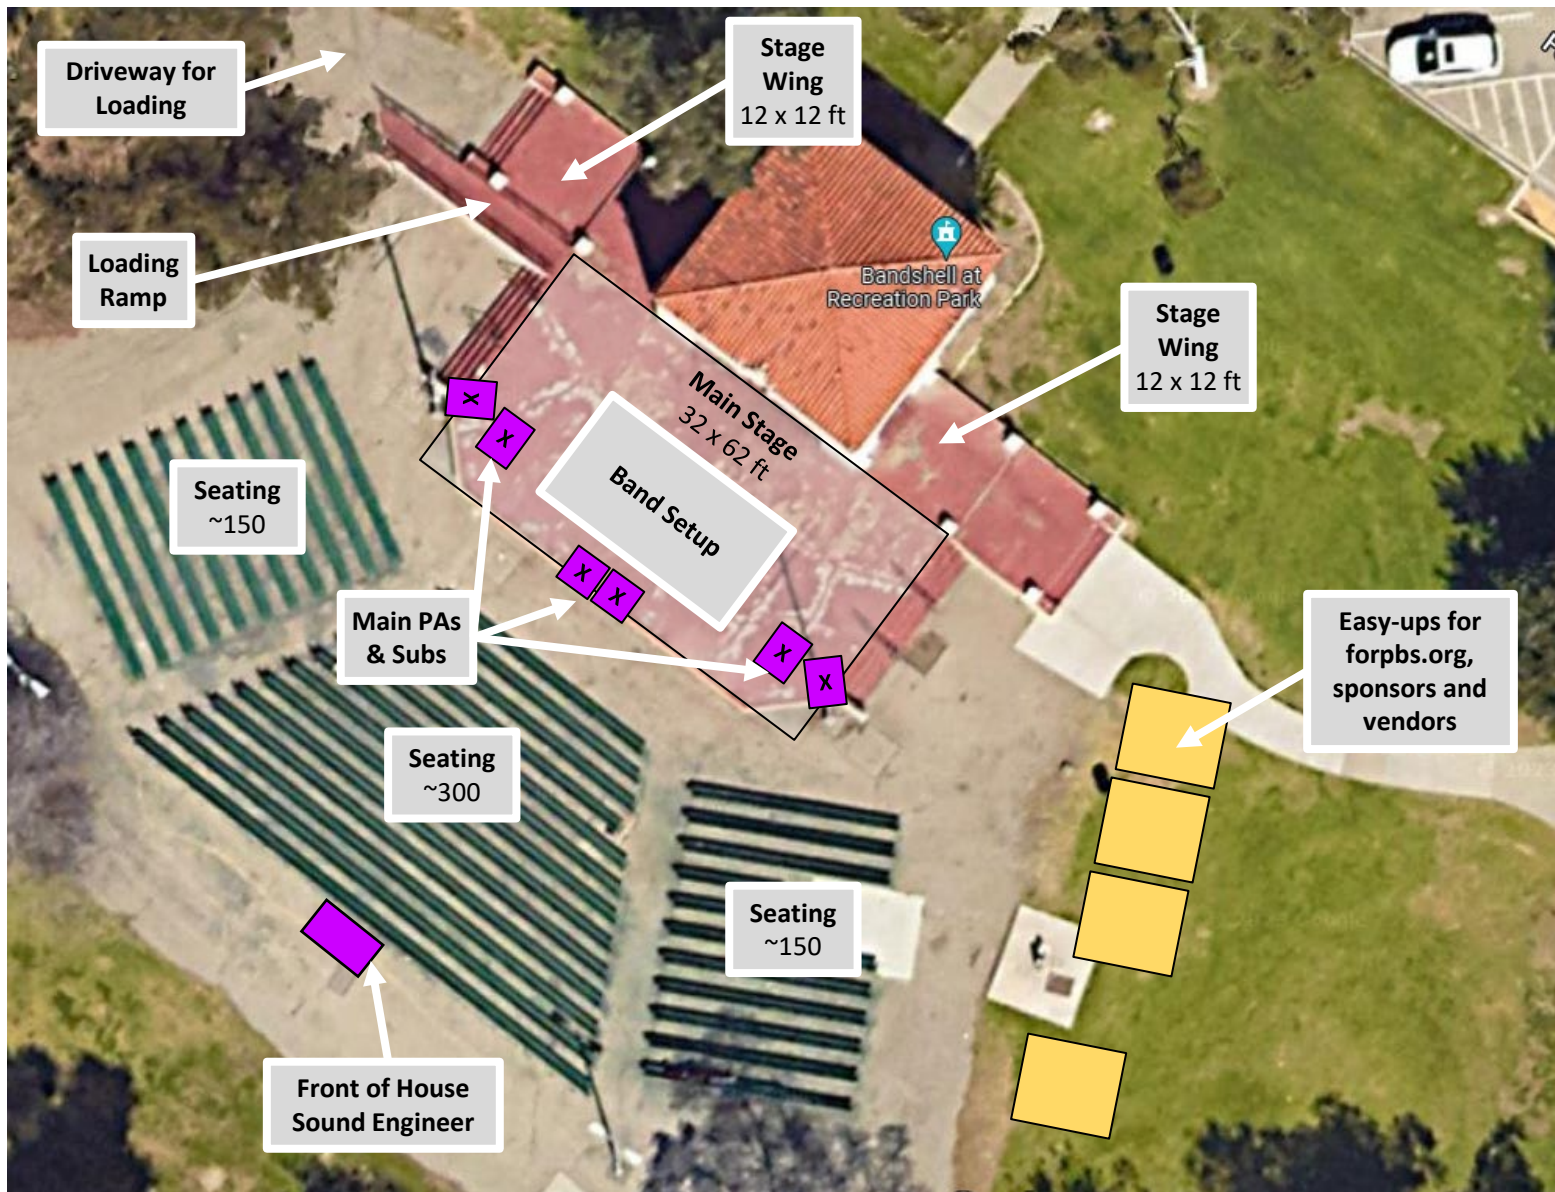 Driveway for
Loading
Stage
Wing
12 x 12 ft
Loading
Ramp
Bandshell at
Recreation Park
Stage
Wing
12 x 12 ft
Main Stage
32 x 62 ft
X
X
Band Setup
Seating
~150
X
X
Main PAs
& Subs
X
X
Easy-ups for
forpbs.org,
sponsors and
vendors
Seating
~300
Seating
~150
Front of House
Sound Engineer